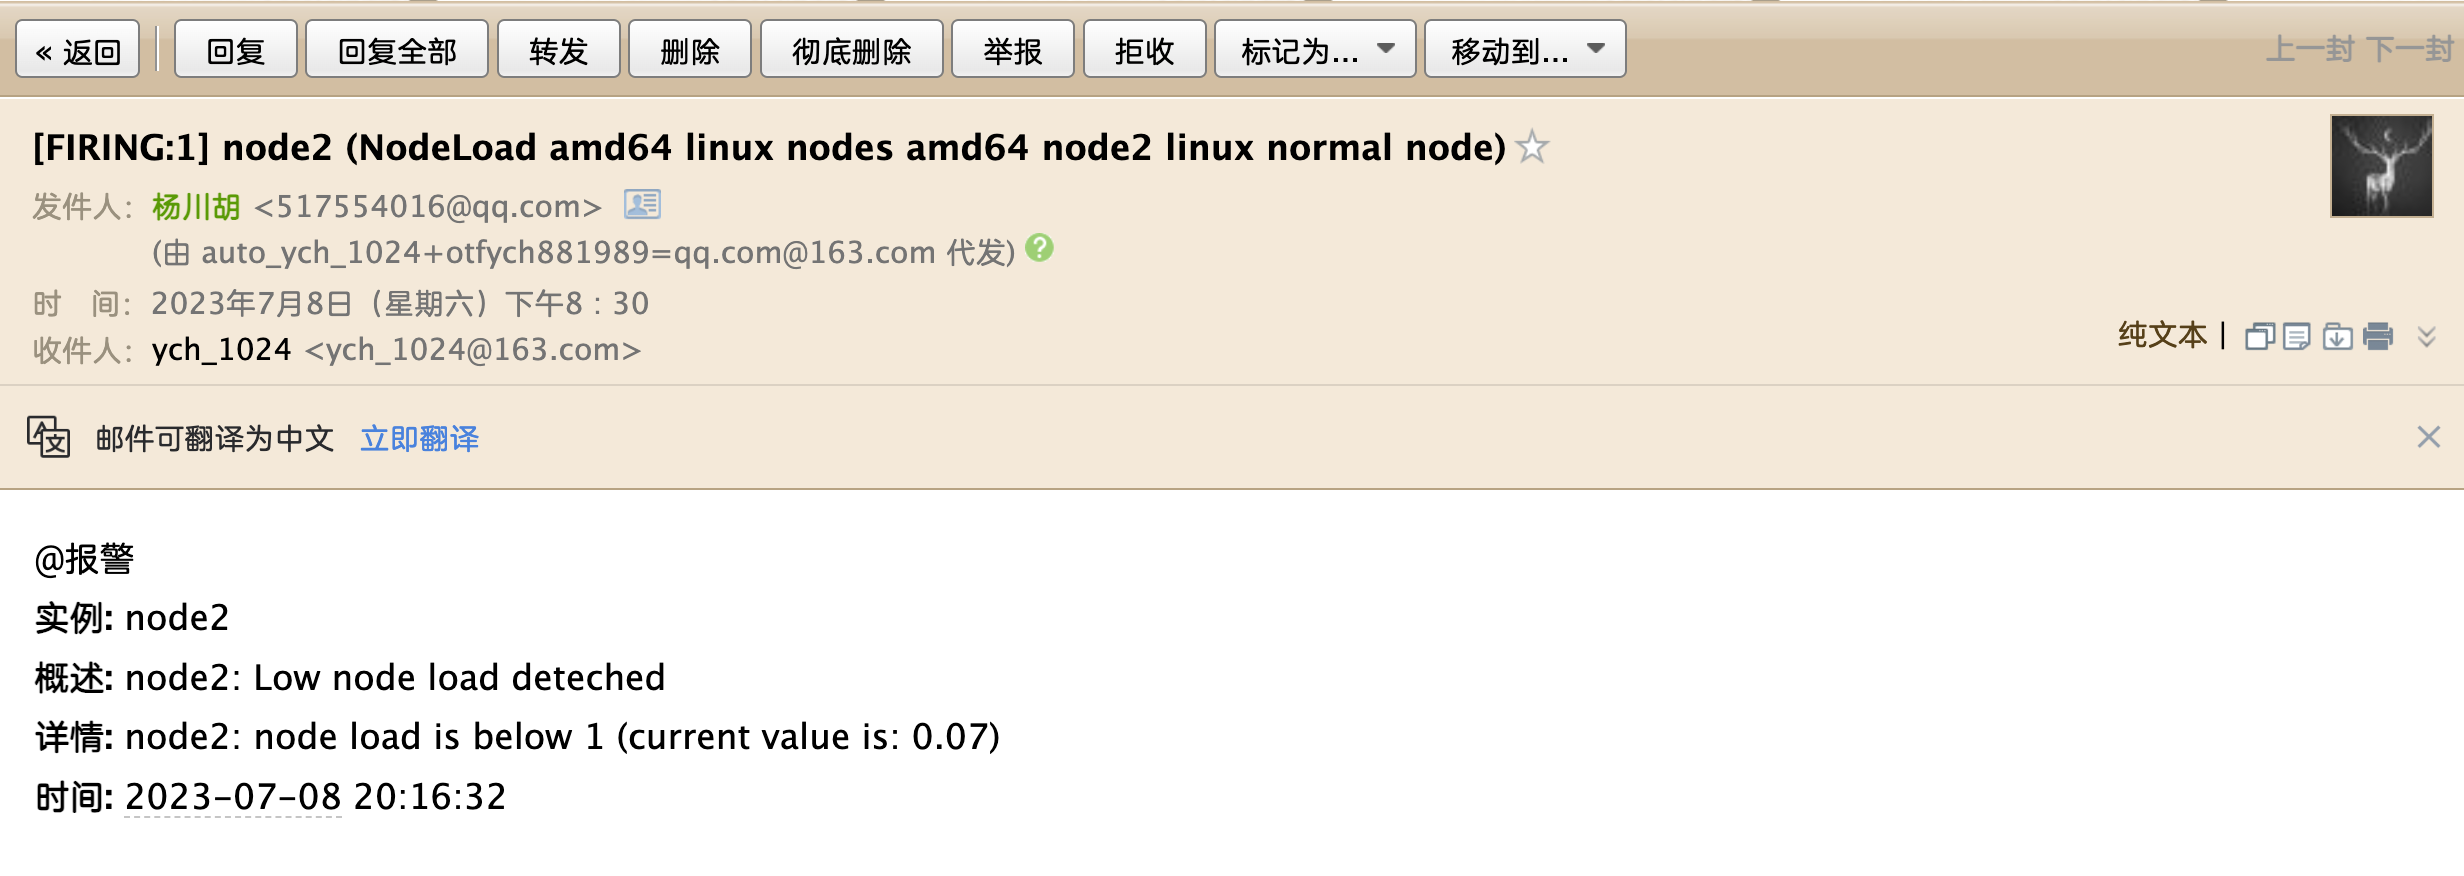 « 返回 回复 回复全部 转发 删除 彻底删除 举报 拒收 标记为... 移动到... 上一封 下一封
[FIRING:1] node2 (NodeLoad amd64 linux nodes amd64 node2 linux normal node)
发件人： 杨川胡 <517554016@qq.com>
(由 auto_ych_1024+otfych881989=qq.com@163.com 代发)
时 间： 2023年7月8日（星期六）下午8：30
收件人： ych_1024 <ych_1024@163.com>
纯文本 |
邮件可翻译为中文 立即翻译
@报警
实例: node2
概述: node2: Low node load deteched
详情: node2: node load is below 1 (current value is: 0.07)
时间: 2023-07-08 20:16:32